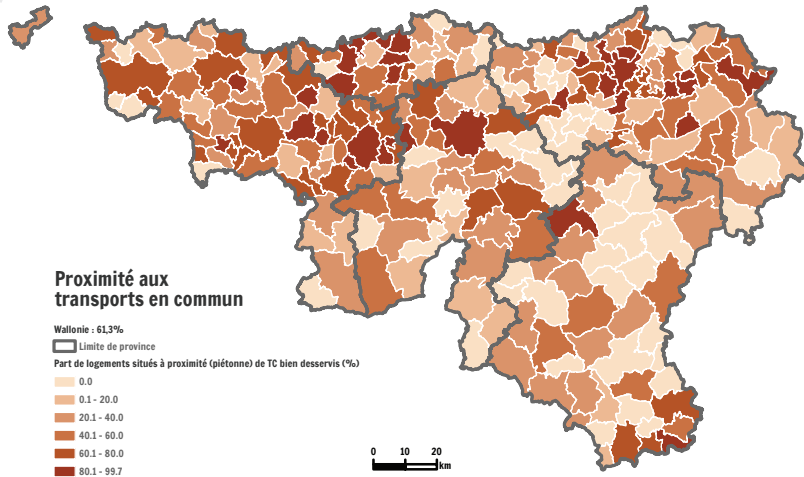 Proximité aux
transports en commun
Wallonie : 61,3%
Limite de province
Part de logements situés à proximité (piétonne) de TC bien desservis (%)
0.0
0.1 - 20.0
20.1 - 40.0
40.1 - 60.0
60.1 - 80.0
80.1 - 99.7
0 10 20
km